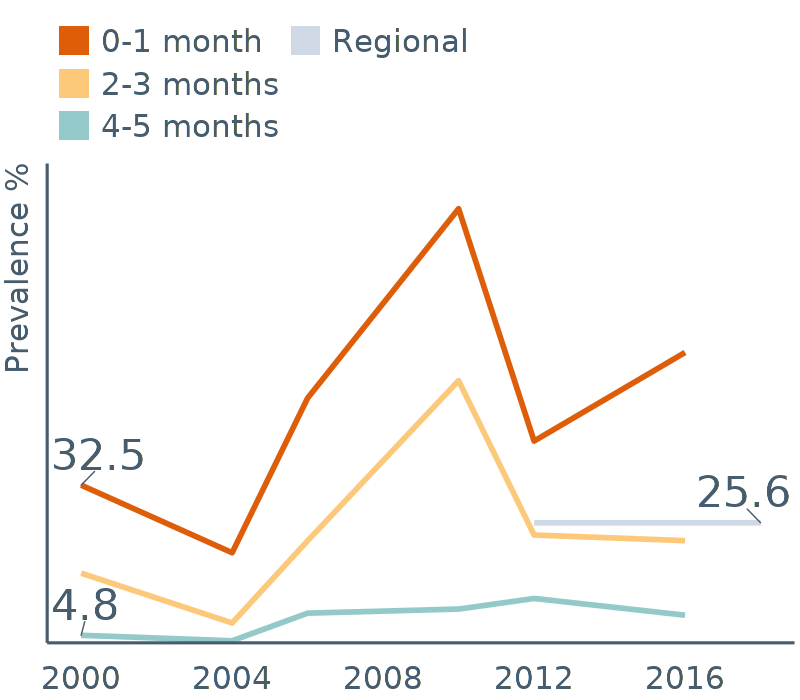 0-1 month
Regional
2-3 months
4-5 months
Prevalence %
32.5
25.6
4.8
2000 2004 2008 2012 2016